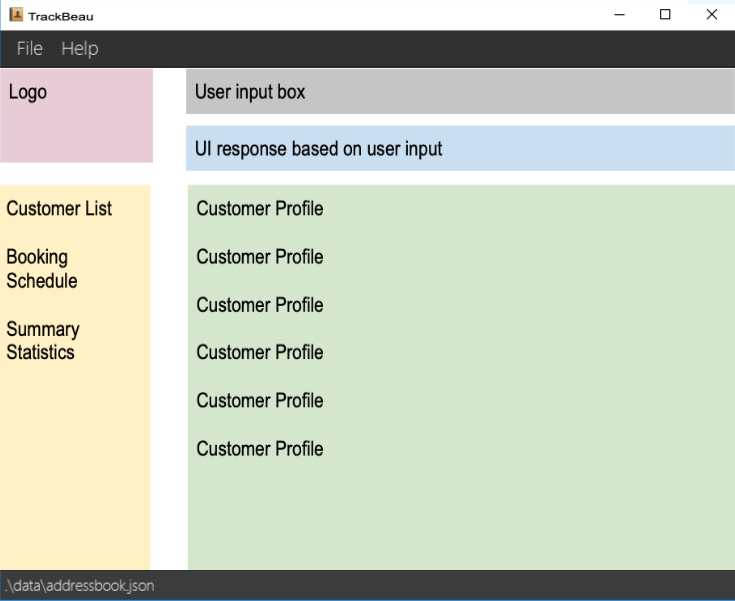 TrackBeau
File Help
Logo
User input box
UI response based on user input
Customer List
Booking
Schedule
Summary
Statistics
Customer Profile
Customer Profile
Customer Profile
Customer Profile
Customer Profile
Customer Profile
.\data\addressbook.json